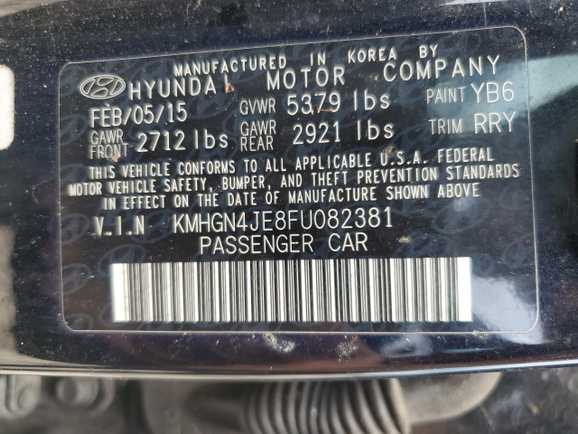 MANUFACTURED IN KOREA BY
HYUNDAI MOTOR COMPANY
FEB/05/15 GVWR 5379 lbs PAINT YB6
GAWR FRONT 2712 lbs GAWR REAR 2921 lbs TRIM RRY
THIS VEHICLE CONFORMS TO ALL APPLICABLE U.S.A. FEDERAL
MOTOR VEHICLE SAFETY, BUMPER, AND THEFT PREVENTION STANDARDS
IN EFFECT ON THE DATE OF MANUFACTURE SHOWN ABOVE
V.I.N KMHGN4JE8FU082381
PASSENGER CAR